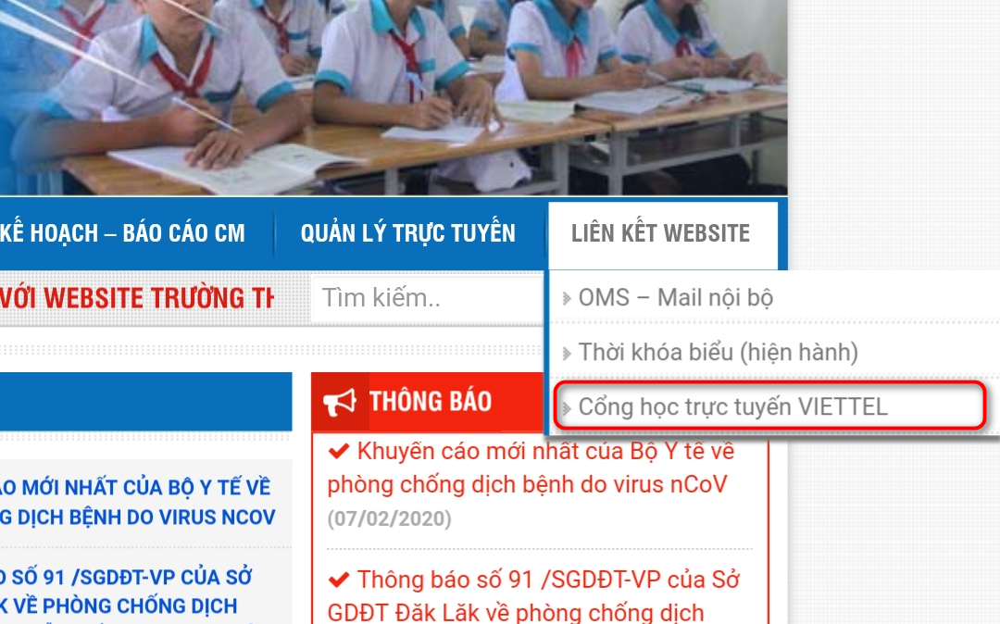 KẾ HOẠCH – BÁO CÁO CM
QUẢN LÝ TRỰC TUYẾN
LIÊN KẾT WEBSITE
VỚI WEBSITE TRƯỜNG
Tìm kiếm..
OMS – Mail nội bộ
Thời khóa biểu (hiện hành)
Cổng học trực tuyến VIETTEL
THÔNG BÁO
Khuyến cáo mới nhất của Bộ Y tế về
phòng chống dịch bệnh do virus nCoV
(07/02/2020)
Thông báo số 91 /SGDĐT-VP của Sở
GDĐT Đăk Lăk về phòng chống dịch
MỚI NHẤT CỦA BỘ Y TẾ VỀ
DỊCH BỆNH DO VIRUS NCOV
SỐ 91 /SGDĐT-VP CỦA SỞ
VỀ PHÒNG CHỐNG DỊCH